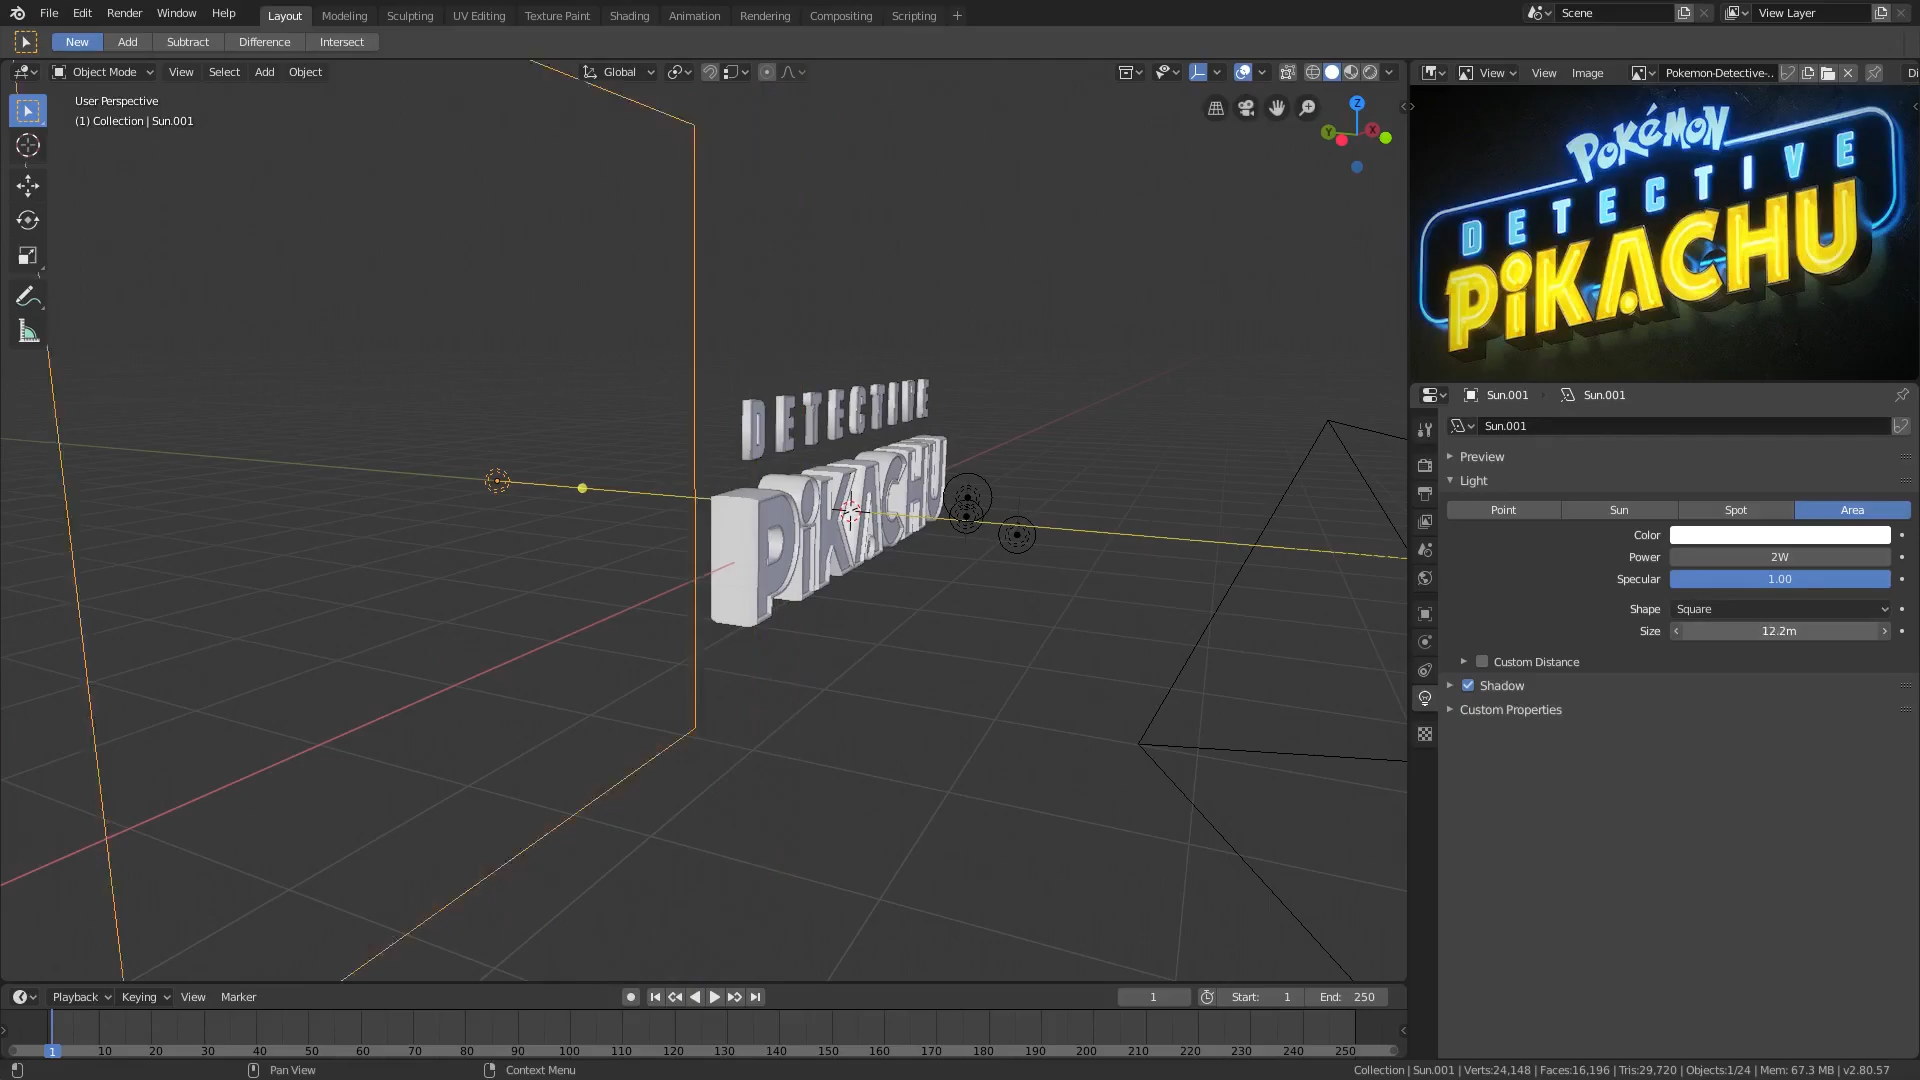 File Edit Render Window Help Layout Modeling Sculpting UV Editing Texture Paint Shading Animation Rendering Compositing Scripting + Scene View Layer
New Add Subtract Difference Intersect
Object Mode View Select Add Object Global View View Image Pokemon-Detective-.. Di
User Perspective
(1) Collection | Sun.001
Z
Y X
POKéMON
DETECTIVE
PiKACHU
DETECTIVE
PiKACHU
Sun.001 Sun.001
Sun.001
Preview
Light
Point Sun Spot Area
Color
Power 2W
Specular 1.00
Shape Square
Size 12.2m
Custom Distance
Shadow
Custom Properties
Playback Keying View Marker 1 Start: 1 End: 250
1 10 20 30 40 50 60 70 80 90 100 110 120 130 140 150 160 170 180 190 200 210 220 230 240 250
Pan View Context Menu Collection | Sun.001 | Verts:24,148 | Faces:16,196 | Tris:29,720 | Objects:1/24 | Mem: 67.3 MB | v2.80.57